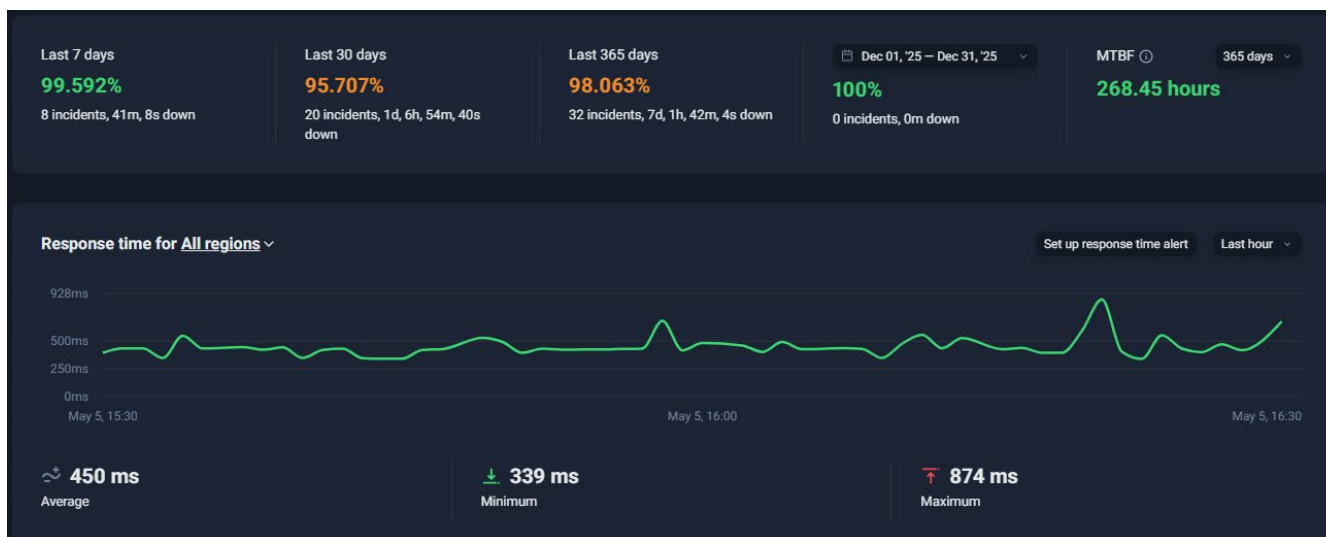 Last 7 days
99.592%
8 incidents, 41m, 8s down
Last 30 days
95.707%
20 incidents, 1d, 6h, 54m, 40s
down
Last 365 days
98.063%
32 incidents, 7d, 1h, 42m, 4s down
Dec 01, '25 – Dec 31, '25
100%
0 incidents, 0m down
MTBF
365 days
268.45 hours
Response time for All regions
Set up response time alert
Last hour
928ms
500ms
250ms
0ms
May 5, 15:30
May 5, 16:00
May 5, 16:30
450 ms
Average
339 ms
Minimum
874 ms
Maximum